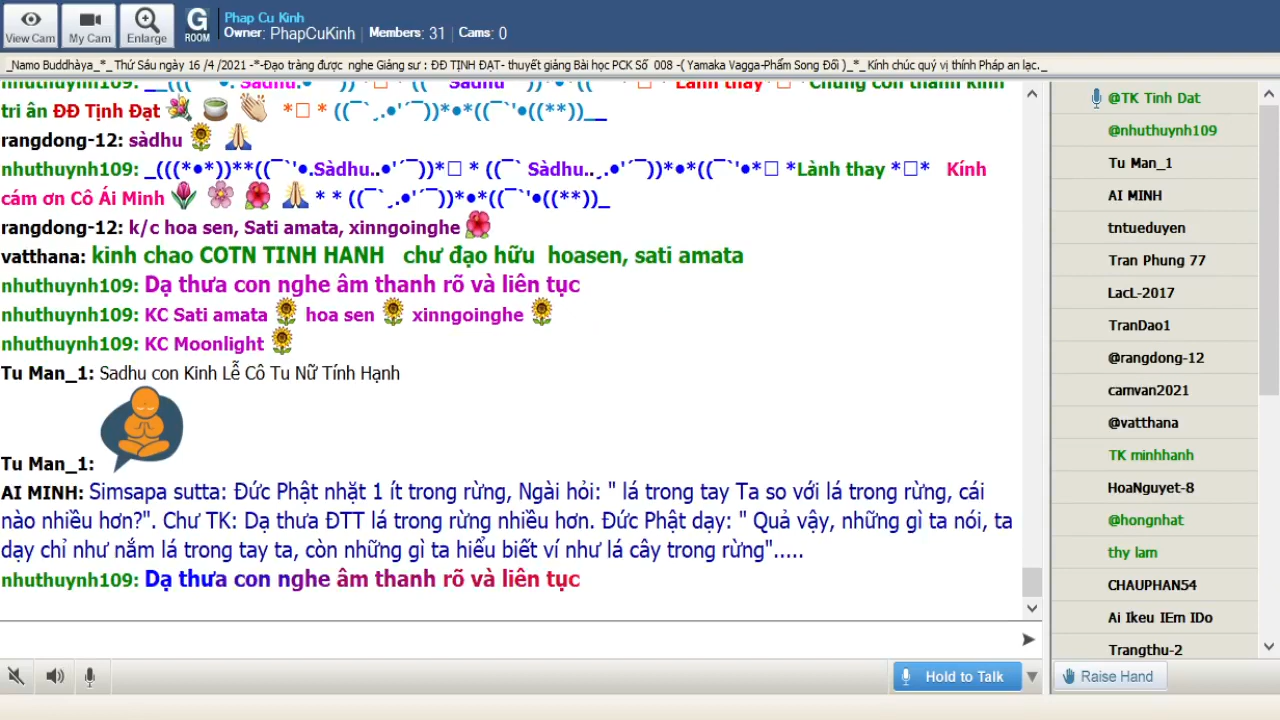 View Cam
My Cam
Enlarge
G
ROOM
Phap Cu Kinh
Owner: PhapCuKinh | Members: 31 | Cams: 0
_Namo Buddhàya_*_ Thứ Sáu ngày 16 /4 /2021 -*-Đạo tràng được nghe Giảng sư : ĐĐ TỊNH ĐẠT- thuyết giảng Bài học PCK Số 008 -( Yamaka Vagga-Phẩm Song Đối )_*_ Kính chúc quý vị thính Pháp an lạc._
tri ân ĐĐ Tịnh Đạt *□ * ((¯`¸.●'´¯))*●*((¯`'●((**))__
rangdong-12: sàdhu
nhuthuynh109: _(((*●*))**((¯`'●.Sàdhu..●'´¯))*□ * ((¯` Sàdhu..¸.●'´¯))*●*((¯`'●*□ *Lành thay *□* Kính
cám ơn Cô Ái Minh * * ((¯`¸.●'´¯))*●*((¯`'●((**))_
rangdong-12: k/c hoa sen, Sati amata, xinngoinghe
vatthana: kinh chao COTN TINH HANH chư đạo hữu hoasen, sati amata
nhuthuynh109: Dạ thưa con nghe âm thanh rõ và liên tục
nhuthuynh109: KC Sati amata hoa sen xinngoinghe
nhuthuynh109: KC Moonlight
Tu Man_1: Sadhu con Kinh Lễ Cô Tu NỮ Tính Hạnh
Tu Man_1:
AI MINH: Simsapa sutta: Đức Phật nhặt 1 ít trong rừng, Ngài hỏi: " lá trong tay Ta so với lá trong rừng, cái
nào nhiều hơn?". Chư TK: Dạ thưa ĐTT lá trong rừng nhiều hơn. Đức Phật dạy: " Quả vậy, những gì ta nói, ta
dạy chỉ như nắm lá trong tay ta, còn những gì ta hiểu biết ví như lá cây trong rừng".....
nhuthuynh109: Dạ thưa con nghe âm thanh rõ và liên tục
Hold to Talk
@TK Tinh Dat
@nhuthuynh109
Tu Man_1
AI MINH
tntueduyen
Tran Phung 77
LacL-2017
TranDao1
@rangdong-12
camvan2021
@vatthana
TK minhhanh
HoaNguyet-8
@hongnhat
thy lam
CHAUPHAN54
Ai Ikeu IEm IDo
Trangthu-2
Raise Hand